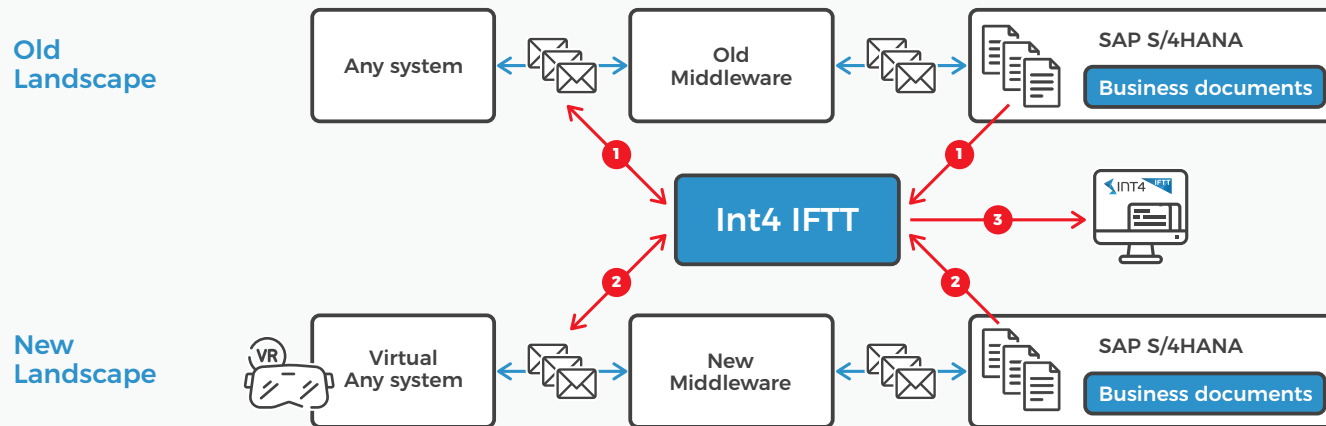 Old
Landscape
Any system
Old
Middleware
SAP S/4HANA
Business documents
1
1
Int4 IFTT
3
INT4 IFTT
2
2
New
Landscape
VR
Virtual
Any system
New
Middleware
SAP S/4HANA
Business documents